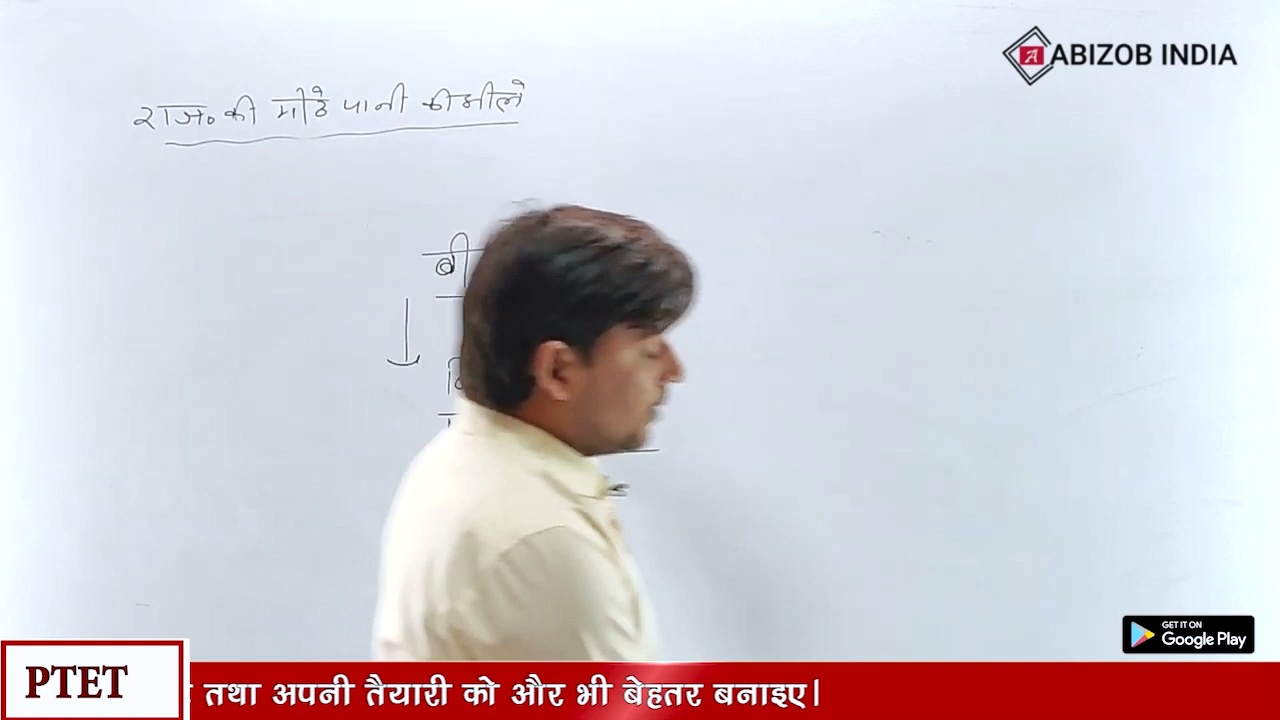 ABIZOB INDIA
राज० की मीठे पानी की झीले
बी
GET IT ON
Google Play
PTET
तथा अपनी तैयारी को और भी बेहतर बनाइए।